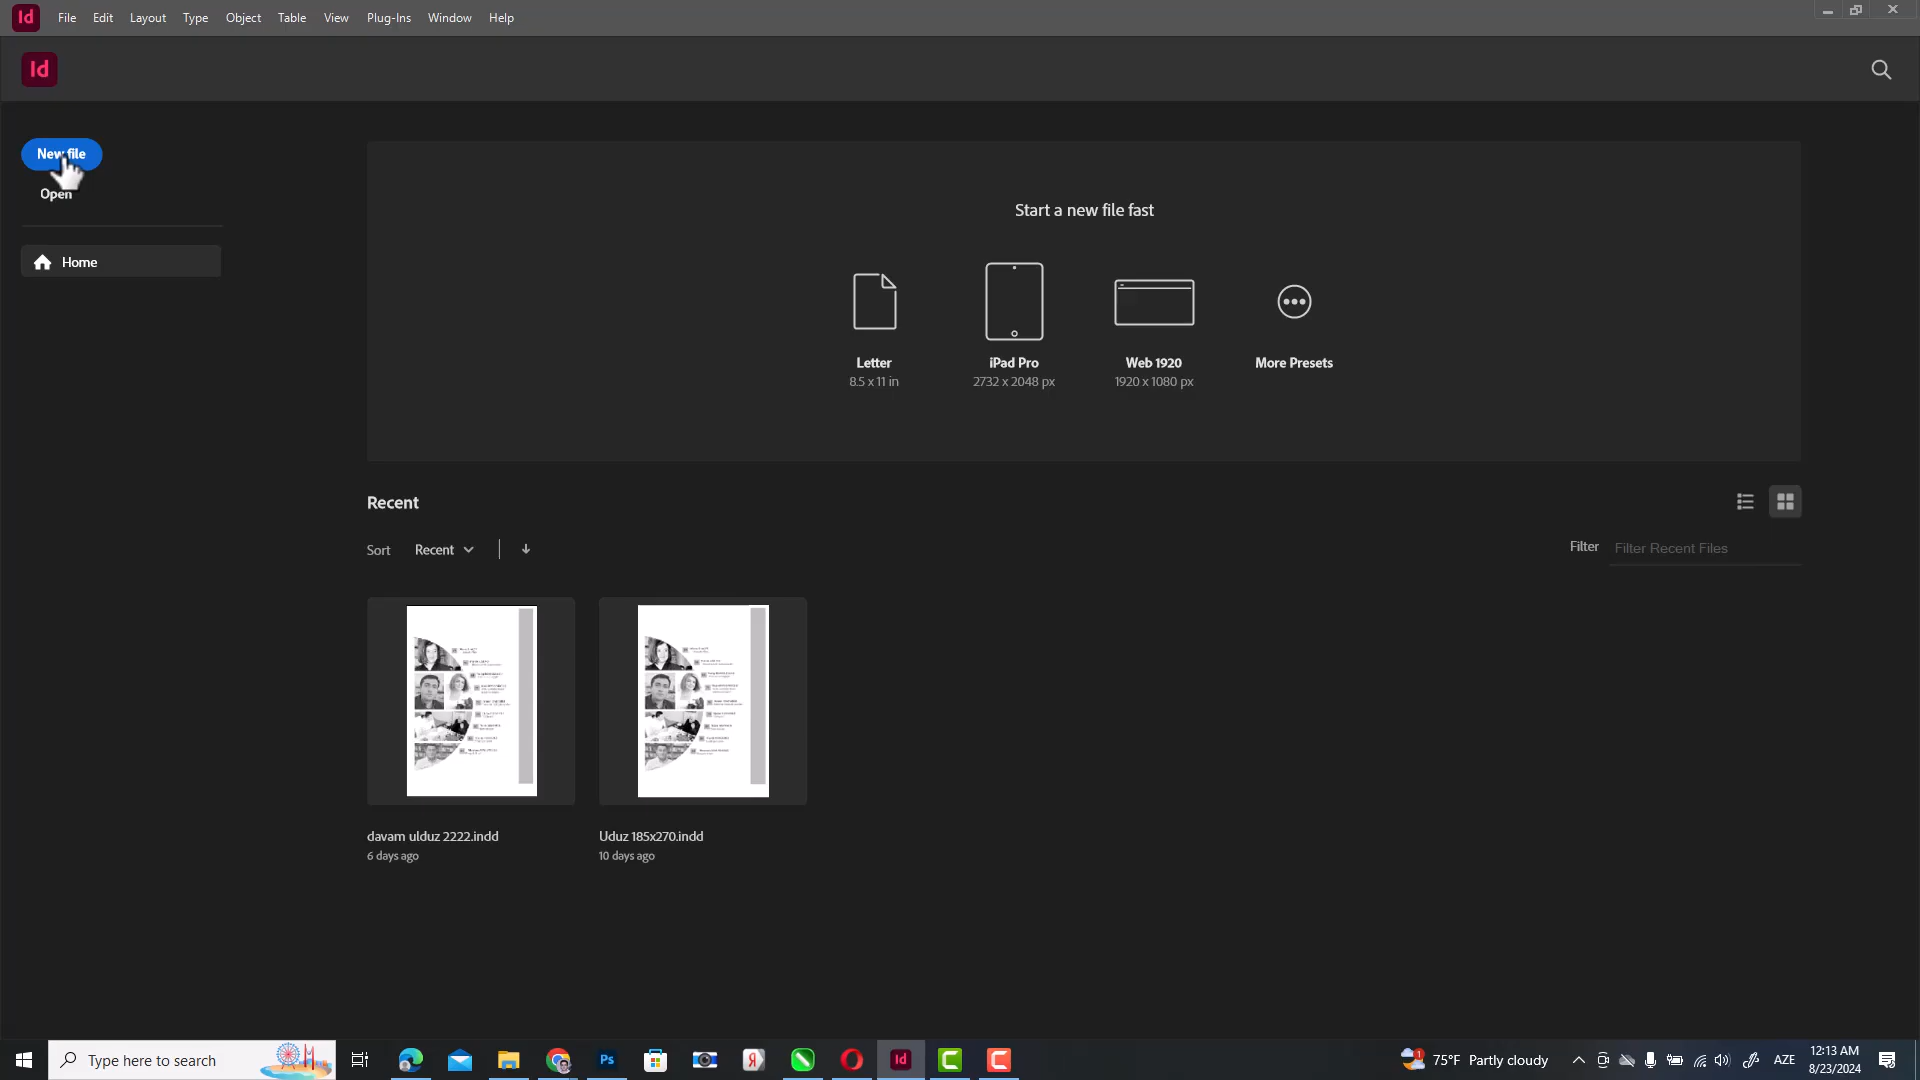 Id File Edit Layout Type Object Table View Plug-Ins Window Help
Id
New file
Open
Home
Start a new file fast
Letter
8.5 x 11 in
iPad Pro
2732 x 2048 px
Web 1920
1920 x 1080 px
More Presets
Recent
Sort Recent
Filter Filter Recent Files
davam ulduz 2222.indd
6 days ago
Uduz 185x270.indd
10 days ago
Type here to search
Ps
Я
Id
1
75°F Partly cloudy
AZE
12:13 AM
8/23/2024